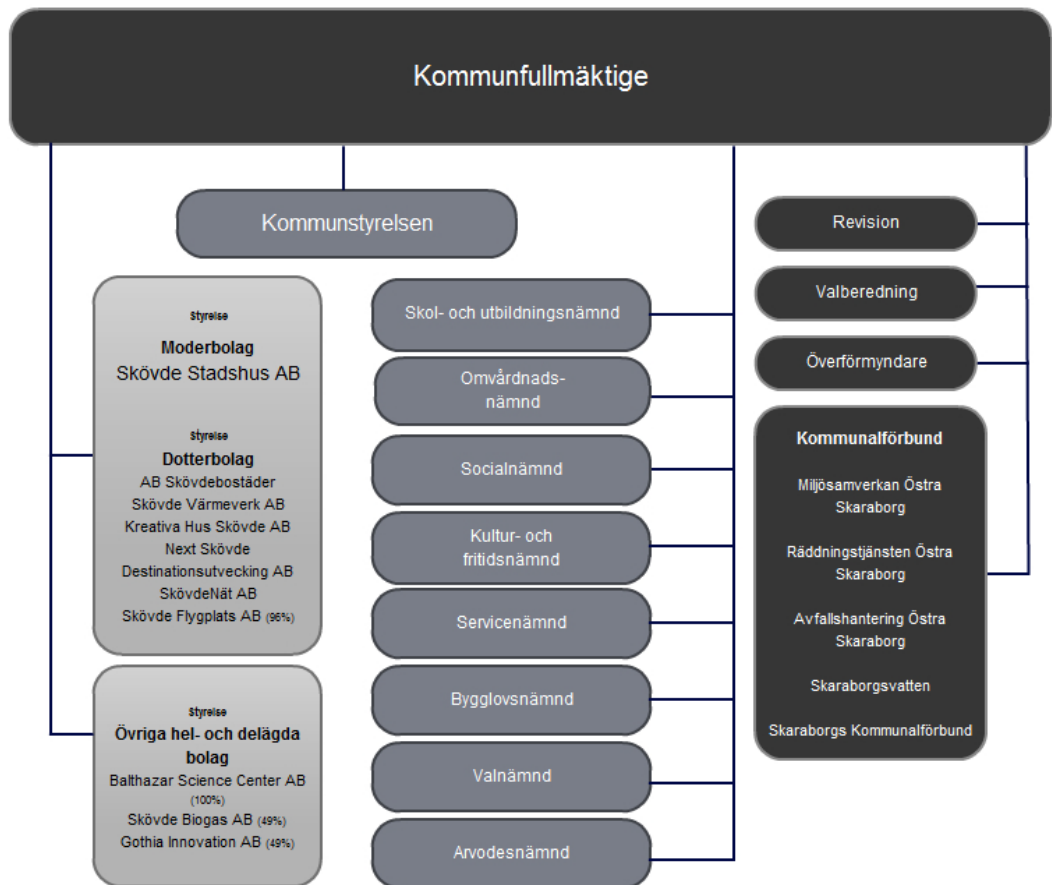 Kommunfullmäktige
Kommunstyrelsen
Styrelse
Moderbolag
Skövde Stadshus AB
Styrelse
Dotterbolag
AB Skövdebostäder
Skövde Värmeverk AB
Kreativa Hus Skövde AB
Next Skövde
Destinationsutvecking AB
SkövdeNät AB
Skövde Flygplats AB (96%)
Styrelse
Övriga hel- och delägda
bolag
Balthazar Science Center AB
(100%)
Skövde Biogas AB (49%)
Gothia Innovation AB (49%)
Skol- och utbildningsnämnd
Omvårdnads-
nämnd
Socialnämnd
Kultur- och
fritidsnämnd
Servicenämnd
Bygglovsnämnd
Valnämnd
Arvodesnämnd
Revision
Valberedning
Överförmyndare
Kommunalförbund
Miljösamverkan Östra
Skaraborg
Räddningstjänsten Östra
Skaraborg
Avfallshantering Östra
Skaraborg
Skaraborgsvatten
Skaraborgs Kommunalförbund